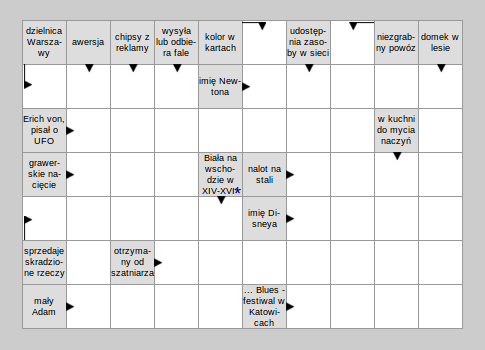 dzielnica
Warsza-
wy
awersja
chipsy z
reklamy
wysyła
lub odbie-
ra fale
kolor w
kartach
udostęp-
nia zaso-
by w sieci
niezgrab-
ny powóz
domek w
lesie
imię New-
tona
Erich von,
pisał o
UFO
w kuchni
do mycia
naczyń
grawer-
skie na-
cięcie
Biała na
wscho-
dzie w
XIV-XVI*
nalot na
stali
imię Di-
sneya
sprzedaje
skradzio-
ne rzeczy
otrzyma-
ny od
szatniarza
mały
Adam
... Blues -
festiwal w
Katowi-
cach